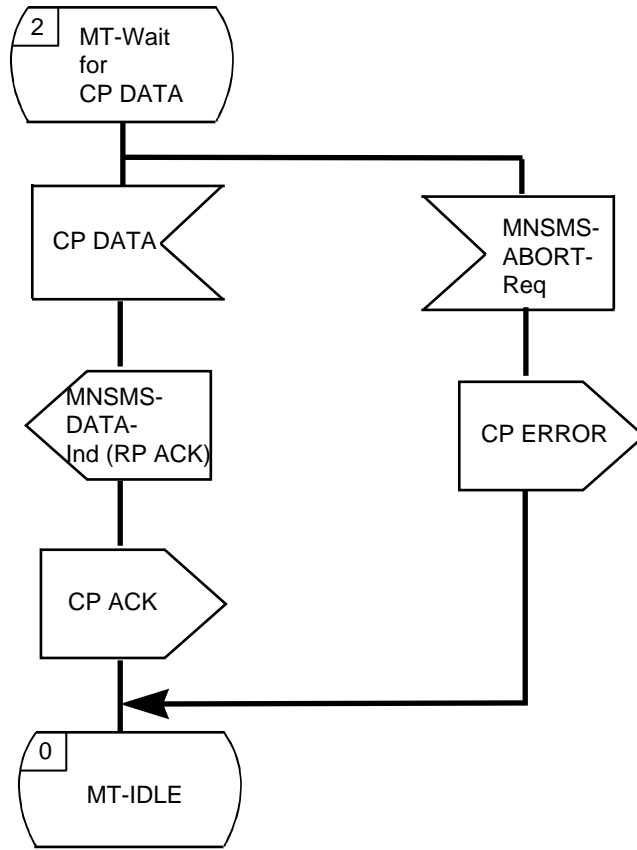 2
MT-Wait
for
CP DATA
CP DATA
MNSMS-
ABORT-
Req
MNSMS-
DATA-
Ind (RP ACK)
CP ERROR
CP ACK
0
MT-IDLE